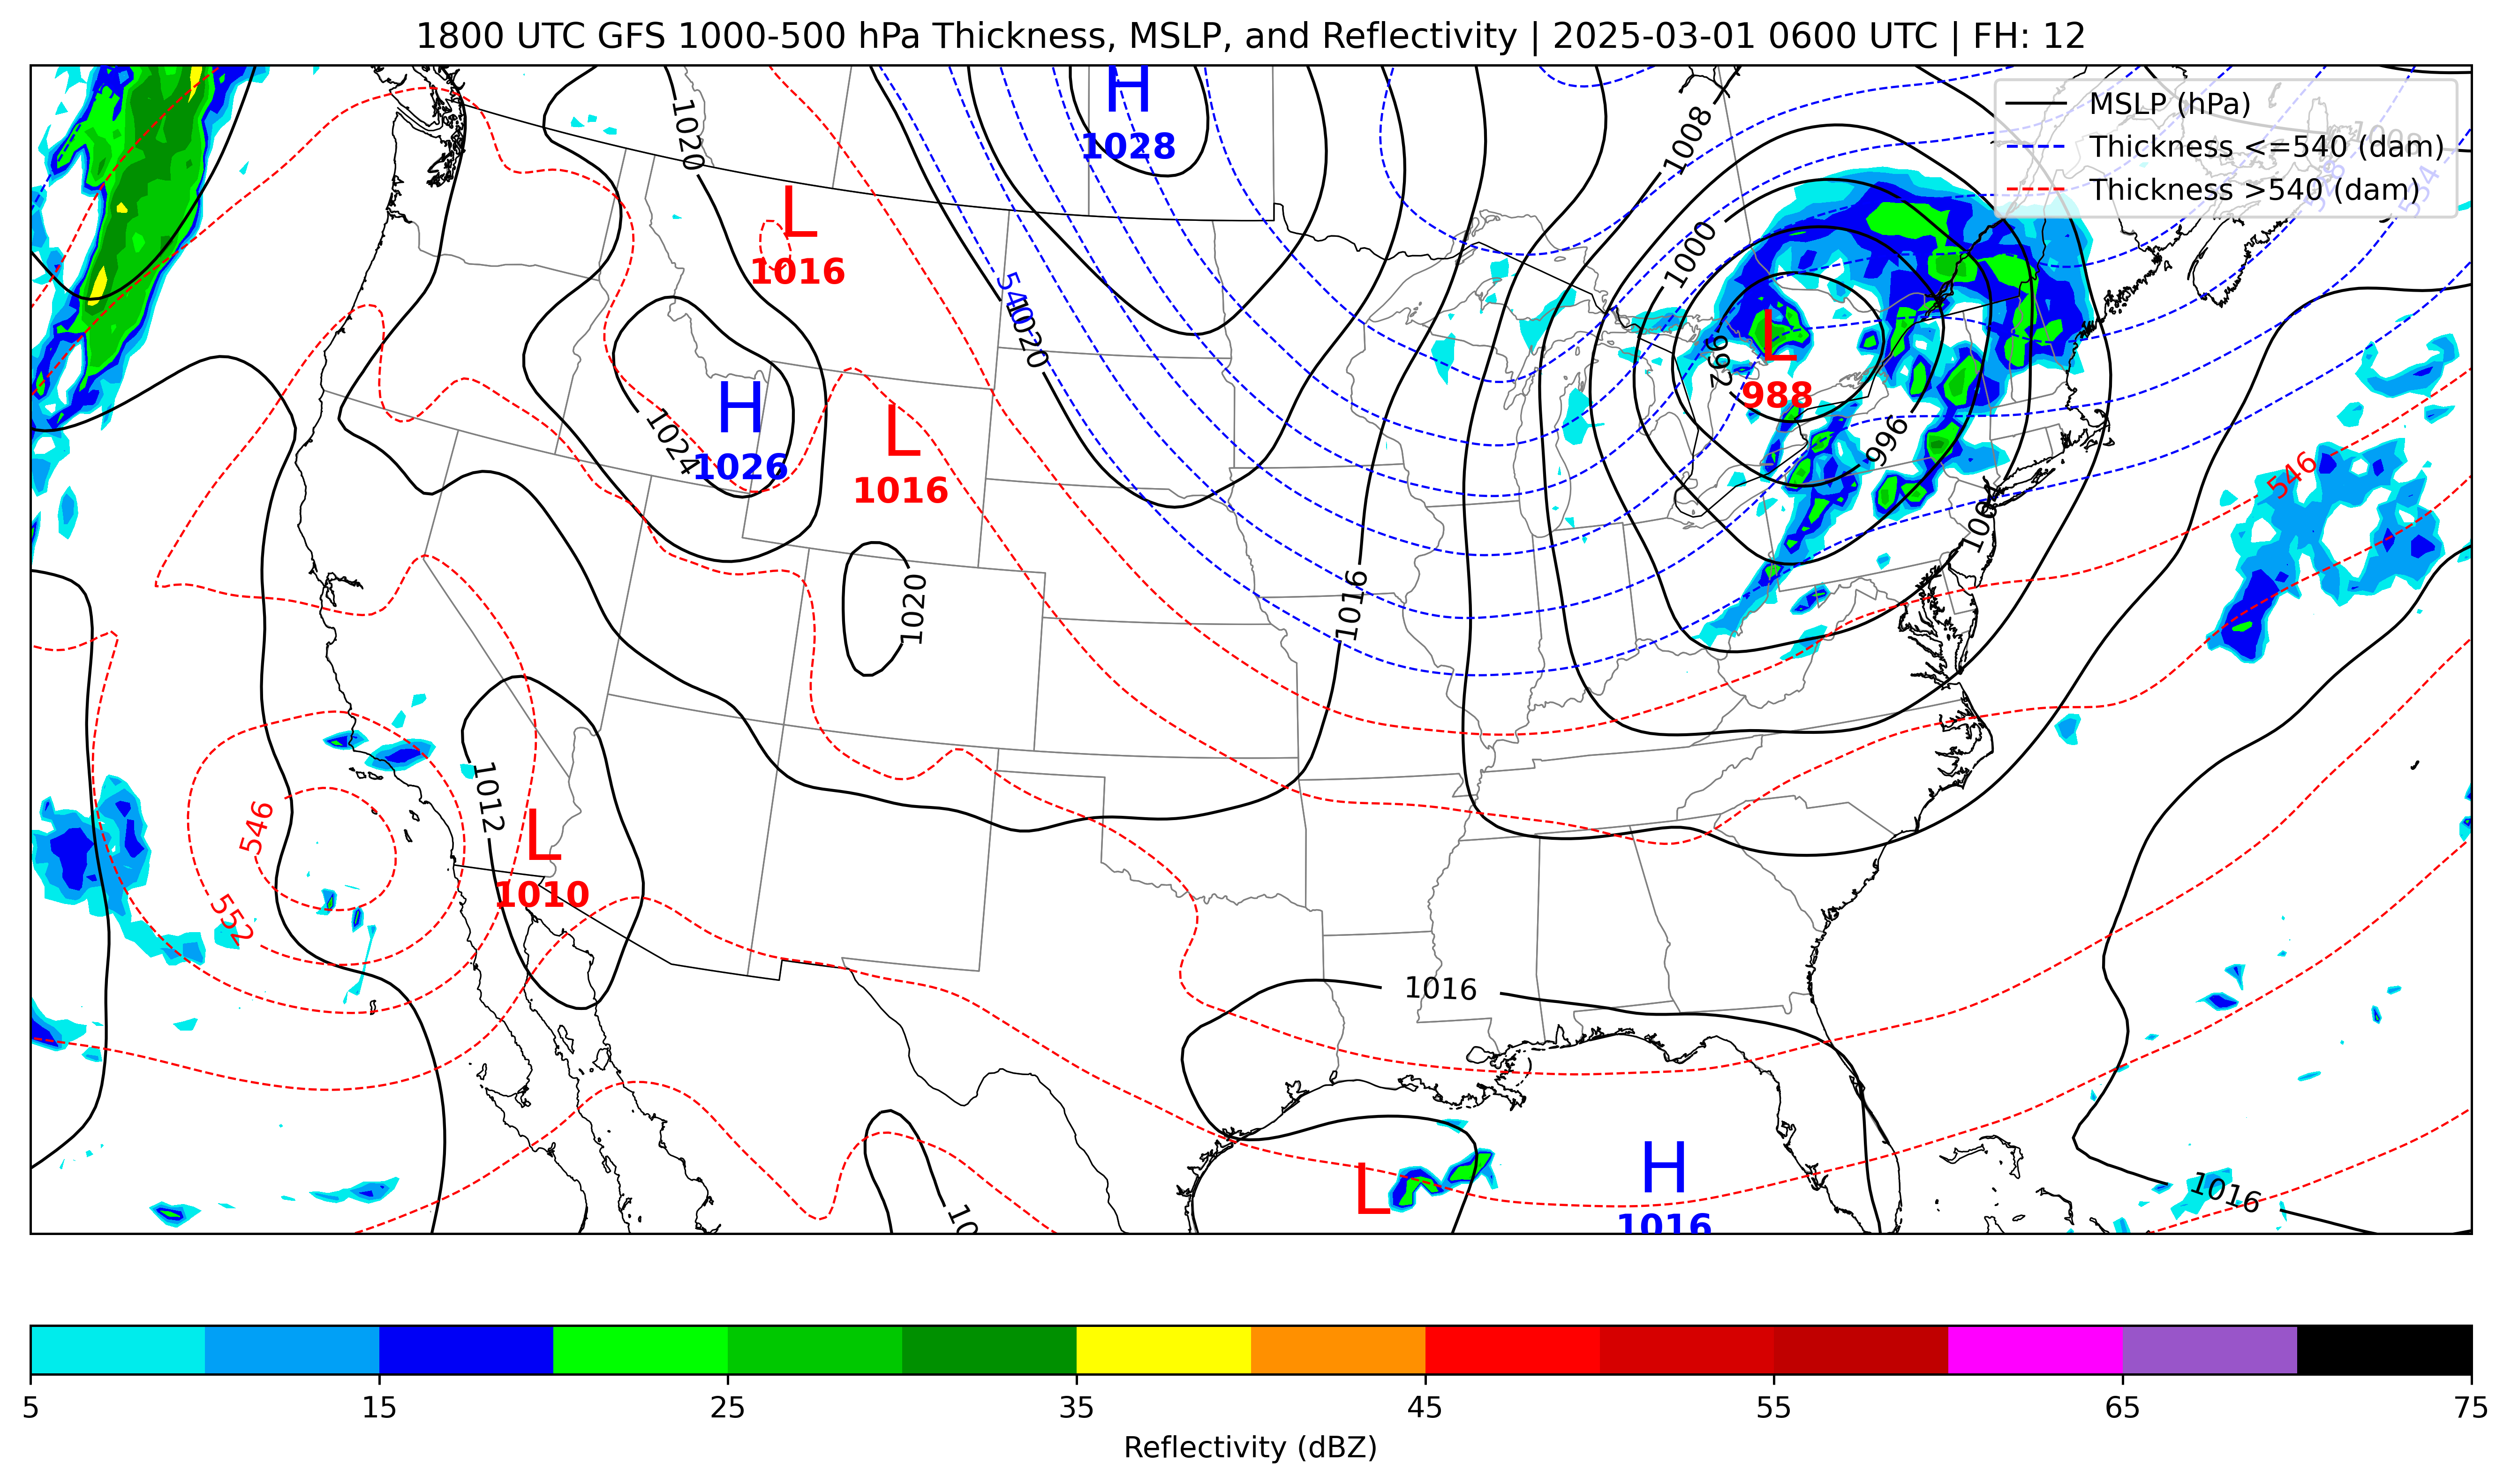 1800 UTC GFS 1000-500 hPa Thickness, MSLP, and Reflectivity | 2025-03-01 0600 UTC | FH: 12
MSLP (hPa)
Thickness <=540 (dam)
Thickness >540 (dam)
H
1028
1020
1008
L
1016
1000
540
1020
992
L
988
H
1026
1024
L
1016
996
546
1020
1016
1012
546
L
1010
552
1016
L
H
1016
1016
5 15 25 35 45 55 65 75
Reflectivity (dBZ)